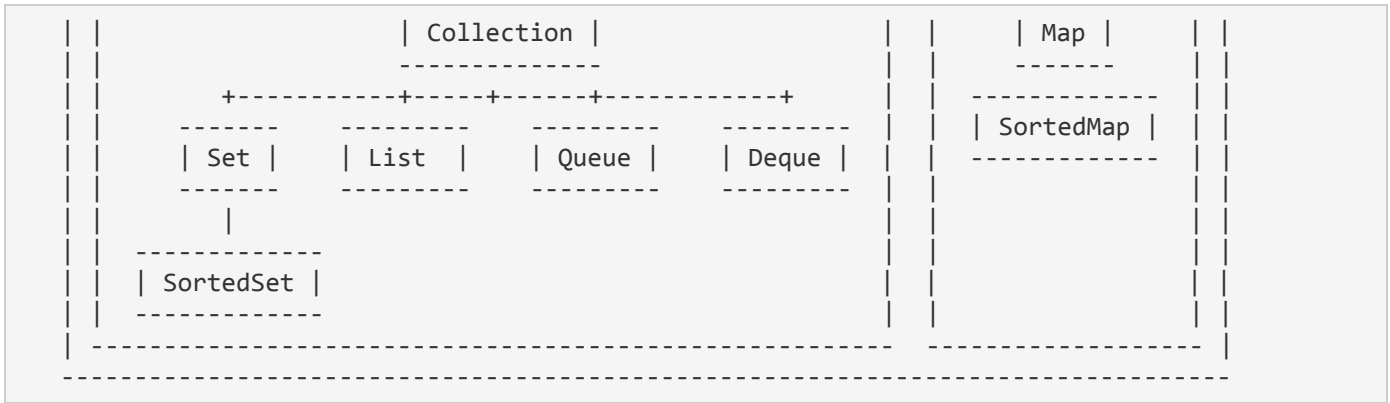 | | | Collection | | | | Map | | |
| | -------------- | | ------- | |
| | +-----------+-----+------+------------+ | | ------------- | |
| | ------- --------- --------- --------- | | | SortedMap | | |
| | | Set | | List | | Queue | | Deque | | | ------------- | |
| | ------- --------- --------- --------- | | | |
| | | | | | |
| | ------------- | | | |
| | | SortedSet | | | | |
| | ------------- | | | |
| ------------------------------------------------------- ------------------- |
--------------------------------------------------------------------------------